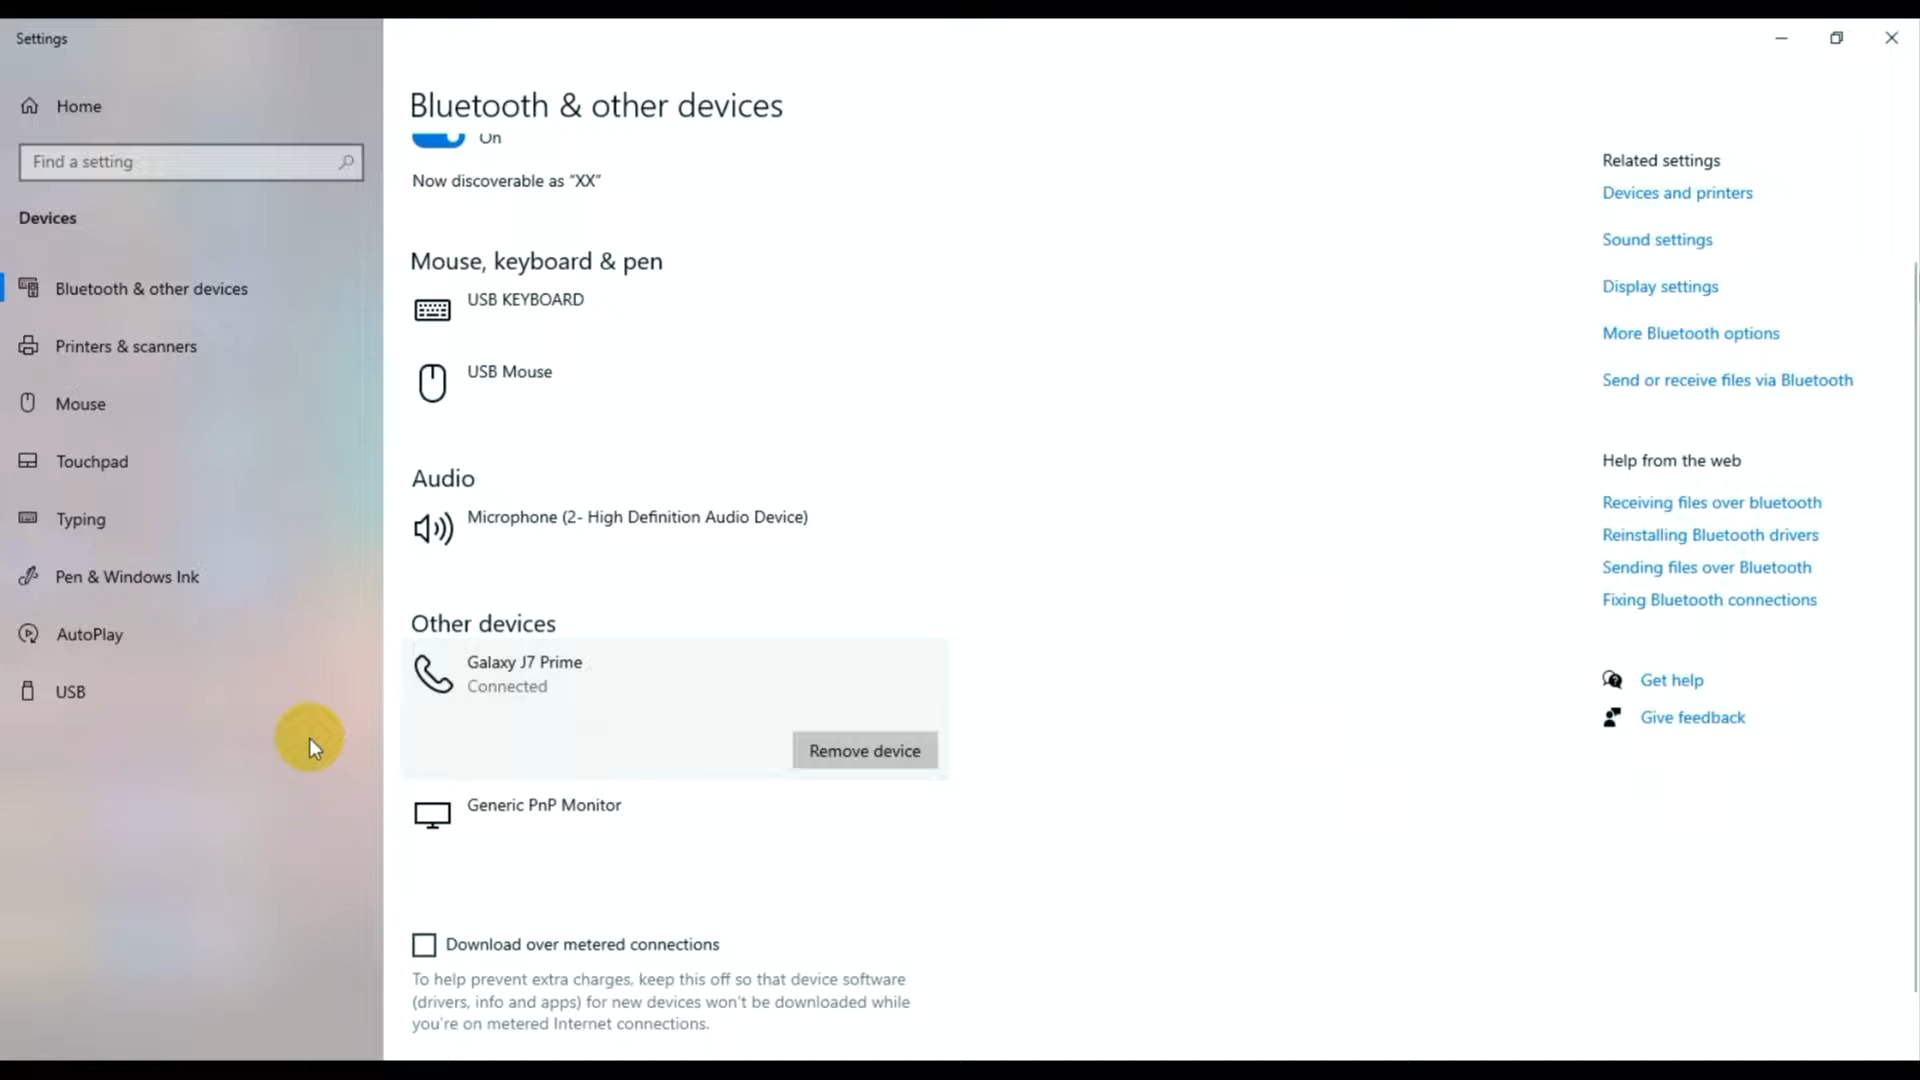 Settings
Home
Find a setting
Devices
Bluetooth & other devices
Printers & scanners
Mouse
Touchpad
Typing
Pen & Windows Ink
AutoPlay
USB
Bluetooth & other devices
On
Now discoverable as “XX”
Mouse, keyboard & pen
USB KEYBOARD
USB Mouse
Audio
Microphone (2- High Definition Audio Device)
Other devices
Galaxy J7 Prime
Connected
Remove device
Generic PnP Monitor
Download over metered connections
To help prevent extra charges, keep this off so that device software
(drivers, info and apps) for new devices won't be downloaded while
you're on metered Internet connections.
Related settings
Devices and printers
Sound settings
Display settings
More Bluetooth options
Send or receive files via Bluetooth
Help from the web
Receiving files over bluetooth
Reinstalling Bluetooth drivers
Sending files over Bluetooth
Fixing Bluetooth connections
Get help
Give feedback